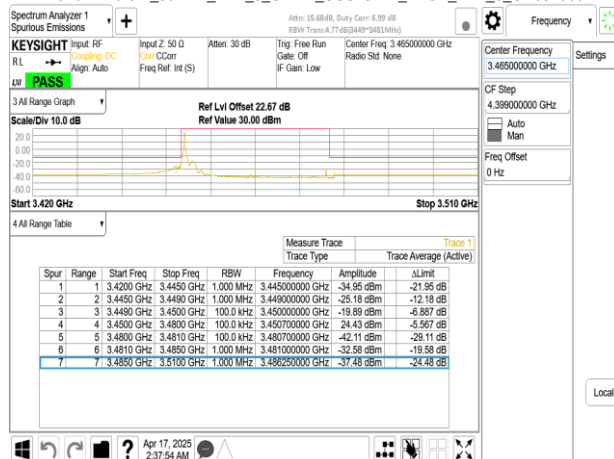 Spectrum Analyzer 1
Spurious Emissions
Attn: 15.68dB, Duty Corr: 6.99 dB
RBW Trans:4.77dB(3449~3481MHz)
Frequency
Settings
KEYSIGHT
RL
LXI
PASS
Input: RF
Coupling: DC
Align: Auto
Input Z: 50 Ω
Corr CCorr
Freq Ref: Int (S)
Atten: 30 dB
Trig: Free Run
Gate: Off
IF Gain: Low
Center Freq: 3.465000000 GHz
Radio Std: None
Center Frequency
3.465000000 GHz
CF Step
4.399000000 GHz
Auto
Man
Freq Offset
0 Hz
3 All Range Graph
Scale/Div 10.0 dB
Ref Lvl Offset 22.67 dB
Ref Value 30.00 dBm
20.0
0.00
-20.0
-40.0
-60.0
Start 3.420 GHz
Stop 3.510 GHz
4 All Range Table
Measure Trace Trace 1
Trace Type Trace Average (Active)
Spur Range Start Freq Stop Freq RBW Frequency Amplitude ΔLimit
1 1 3.4200 GHz 3.4450 GHz 1.000 MHz 3.445000000 GHz -34.95 dBm -21.95 dB
2 2 3.4450 GHz 3.4490 GHz 1.000 MHz 3.449000000 GHz -25.18 dBm -12.18 dB
3 3 3.4490 GHz 3.4500 GHz 100.0 kHz 3.450000000 GHz -19.89 dBm -6.887 dB
4 4 3.4500 GHz 3.4800 GHz 100.0 kHz 3.450700000 GHz 24.43 dBm -5.567 dB
5 5 3.4800 GHz 3.4810 GHz 100.0 kHz 3.480700000 GHz -42.11 dBm -29.11 dB
6 6 3.4810 GHz 3.4850 GHz 1.000 MHz 3.481000000 GHz -32.58 dBm -19.58 dB
7 7 3.4850 GHz 3.5100 GHz 1.000 MHz 3.486250000 GHz -37.48 dBm -24.48 dB
Local
Apr 17, 2025
2:37:54 AM